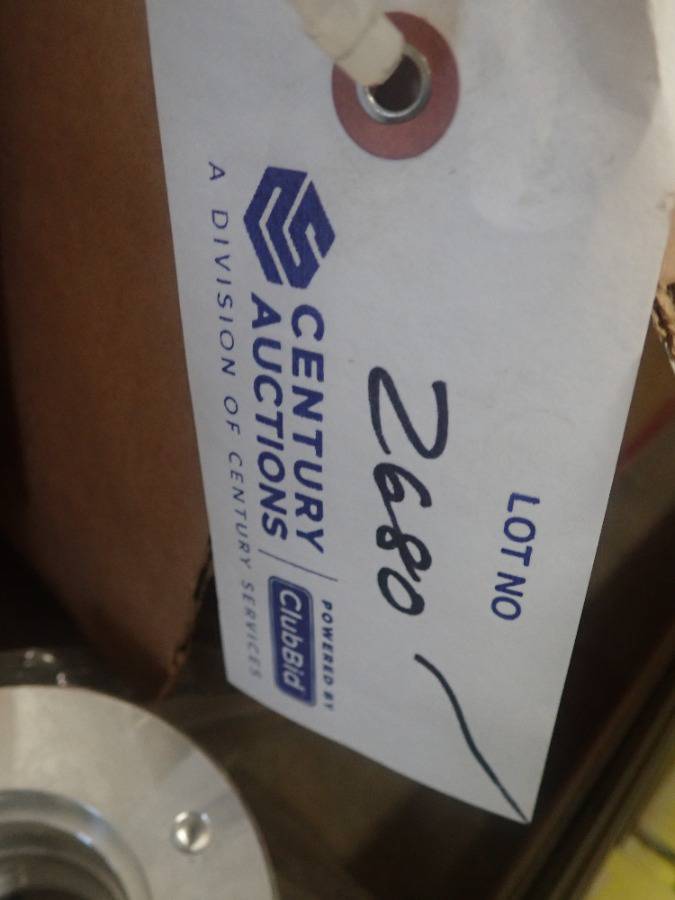 LOT NO
2680
CENTURY
AUCTIONS
POWERED BY
ClubBid
A DIVISION OF CENTURY SERVICES